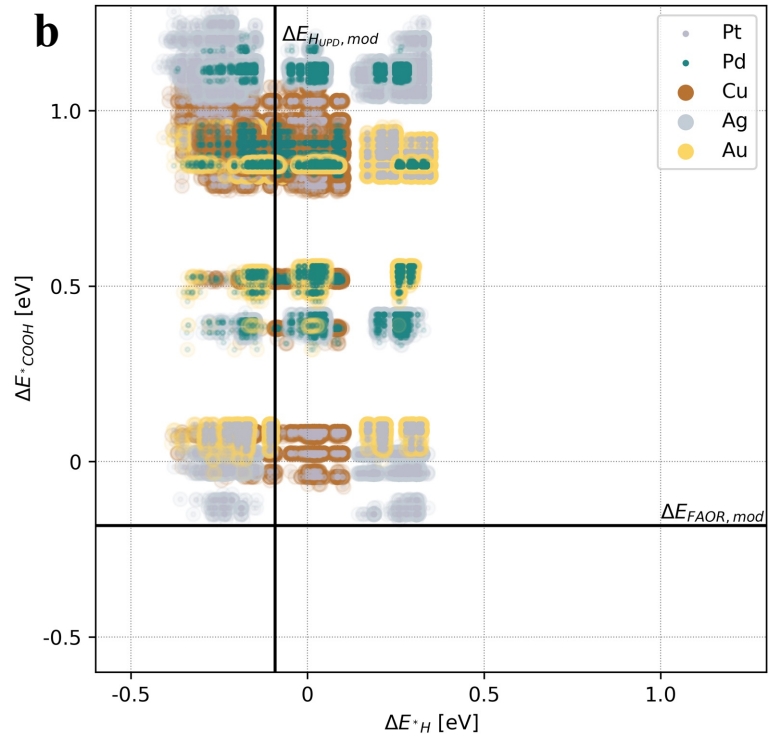 b
ΔE_{H_{UPD}, mod}
Pt
Pd
Cu
Ag
Au
1.0
0.5
0
-0.5
ΔE_{*COOH} [eV]
ΔE_{FAOR, mod}
-0.5
0
0.5
1.0
ΔE_{*H} [eV]